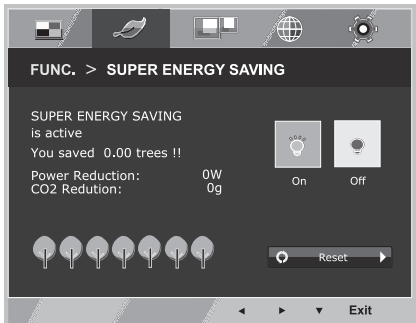 FUNC. > SUPER ENERGY SAVING
SUPER ENERGY SAVING
is active
You saved 0.00 trees !!
Power Reduction: 0W
CO2 Redution: 0g
On Off
Reset
Exit